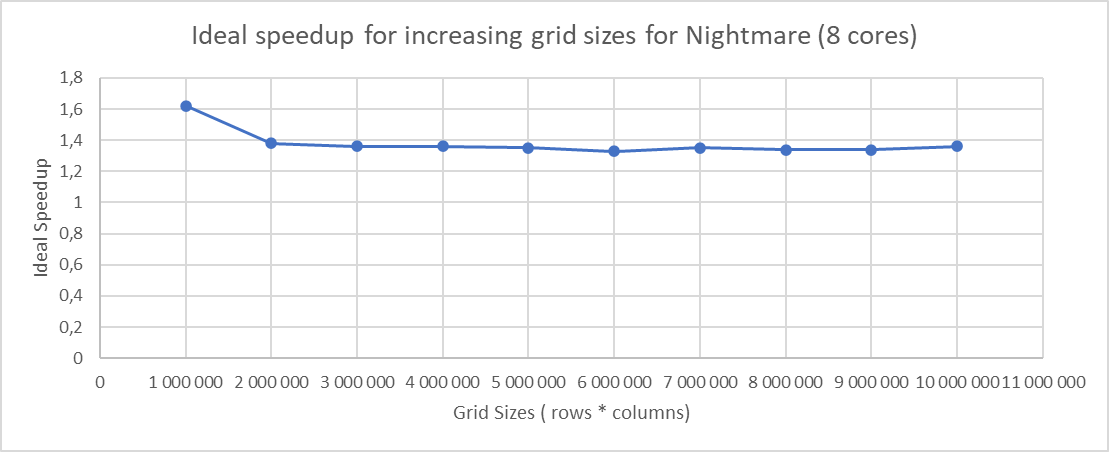 Ideal speedup for increasing grid sizes for Nightmare (8 cores)
1,8
1,6
1,4
1,2
1
0,8
0,6
0,4
0,2
0
Ideal Speedup
0 1 000 000 2 000 000 3 000 000 4 000 000 5 000 000 6 000 000 7 000 000 8 000 000 9 000 000 10 000 000 11 000 000
Grid Sizes ( rows * columns)